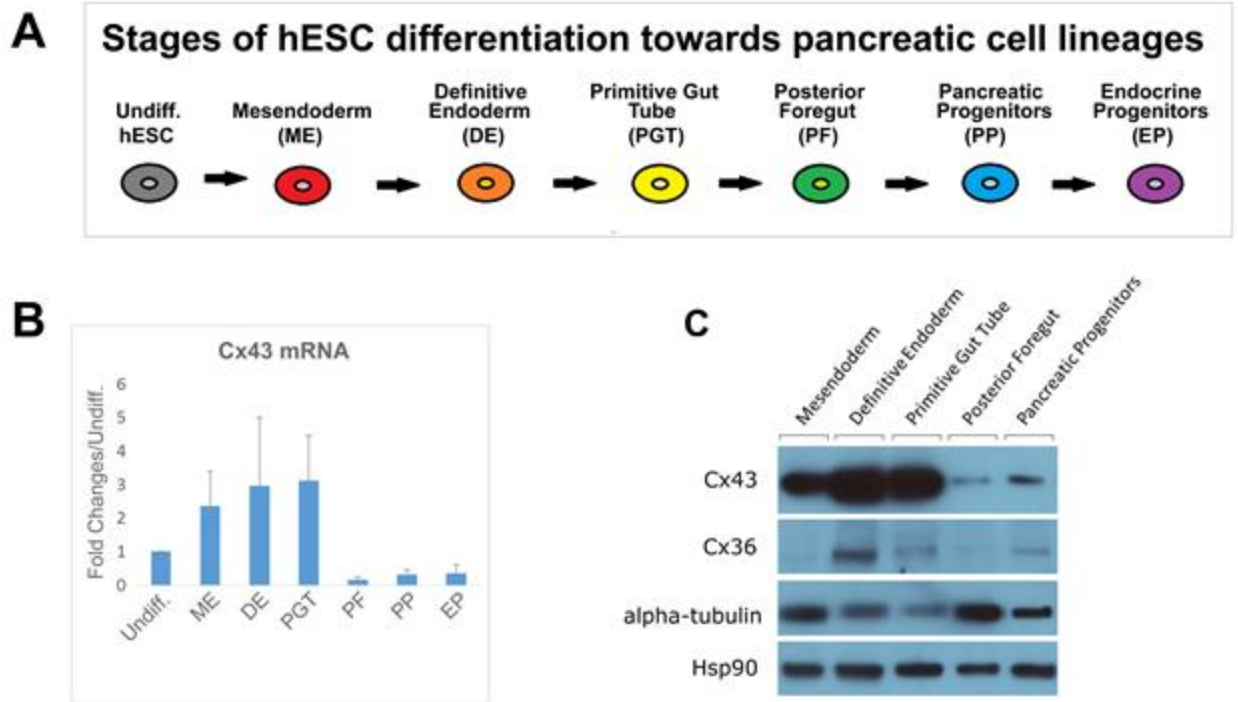 A
Stages of hESC differentiation towards pancreatic cell lineages
Undiff.
hESC
Mesendoderm
(ME)
Definitive
Endoderm
(DE)
Primitive Gut
Tube
(PGT)
Posterior
Foregut
(PF)
Pancreatic
Progenitors
(PP)
Endocrine
Progenitors
(EP)
B
Cx43 mRNA
Fold Changes/Undiff.
6
5
4
3
2
1
0
Undiff.
ME
DE
PGT
PF
PP
EP
C
Mesendoderm
Definitive Endoderm
Primitive Gut Tube
Posterior Foregut
Pancreatic Progenitors
Cx43
Cx36
alpha-tubulin
Hsp90